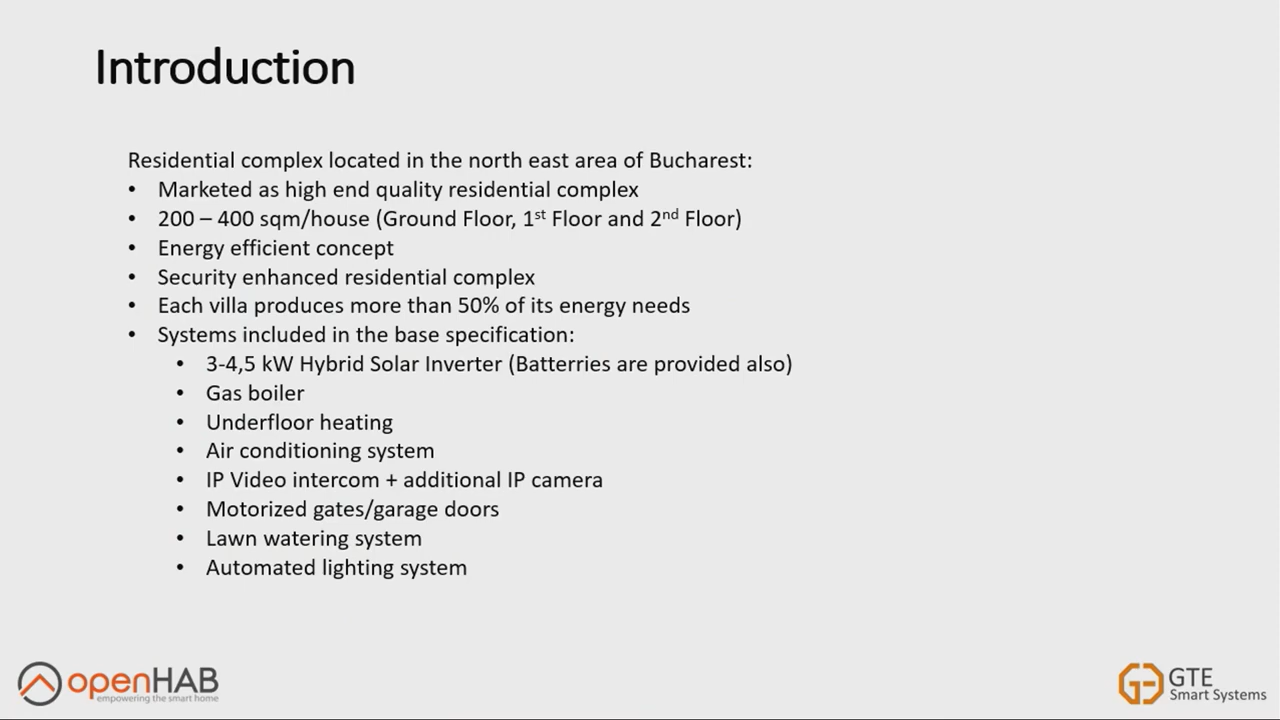 Introduction
Residential complex located in the north east area of Bucharest:
• Marketed as high end quality residential complex
• 200 – 400 sqm/house (Ground Floor, 1st Floor and 2nd Floor)
• Energy efficient concept
• Security enhanced residential complex
• Each villa produces more than 50% of its energy needs
• Systems included in the base specification:
• 3-4,5 kW Hybrid Solar Inverter (Batterries are provided also)
• Gas boiler
• Underfloor heating
• Air conditioning system
• IP Video intercom + additional IP camera
• Motorized gates/garage doors
• Lawn watering system
• Automated lighting system
openHAB
empowering the smart home
GTE
Smart Systems